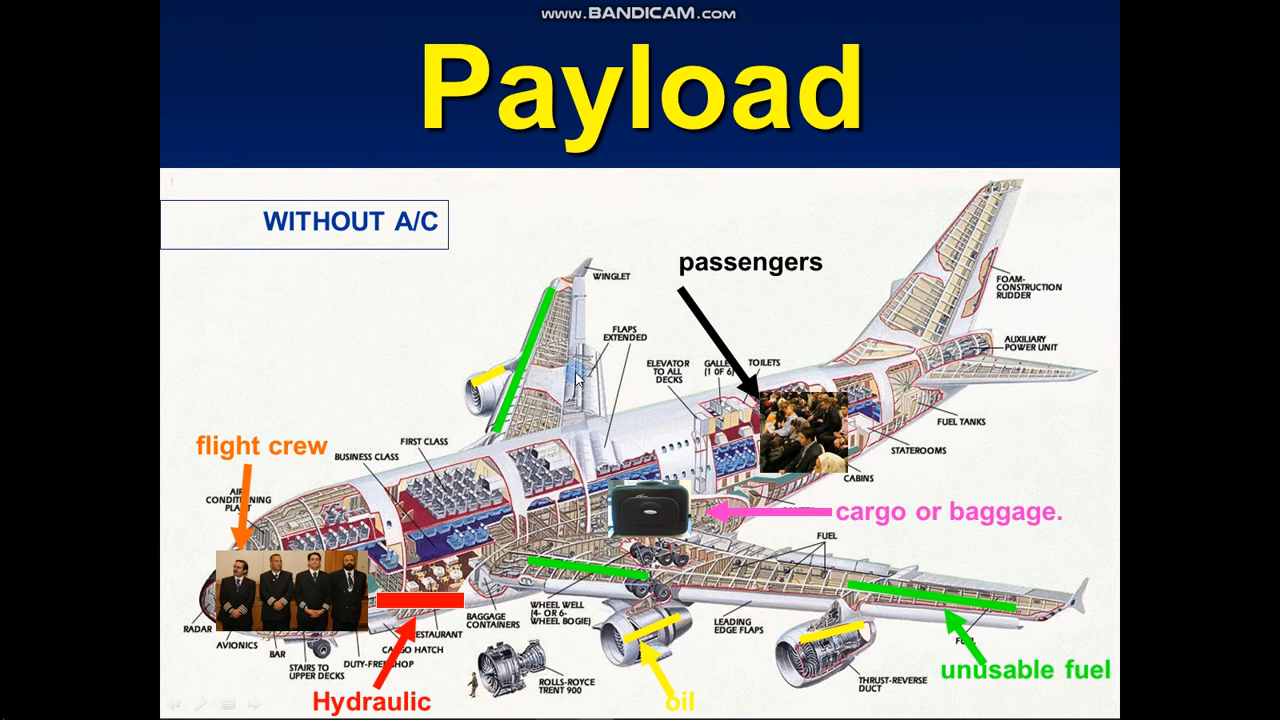 www.BANDICAM.com
Payload
WITHOUT A/C
passengers
WINGLET
FOAM-
CONSTRUCTION
RUDDER
FLAPS
EXTENDED
AUXILIARY
POWER UNIT
ELEVATOR
TO ALL
DECKS
(1 OF 6)
TOILETS
FUEL TANKS
flight crew
FIRST CLASS
BUSINESS CLASS
STATEROOMS
CABINS
cargo or baggage.
FUEL
RADAR
AVIONICS
BAR
STAIRS TO
UPPER DECKS
DUTY-FREE SHOP
BAGGAGE
CONTAINERS
WHEEL WELL
(4- OR 6-
WHEEL BOGIE)
LEADING
EDGE FLAPS
ROLLS-ROYCE
TRENT 900
THRUST-REVERSE
DUCT
unusable fuel
Hydraulic
oil